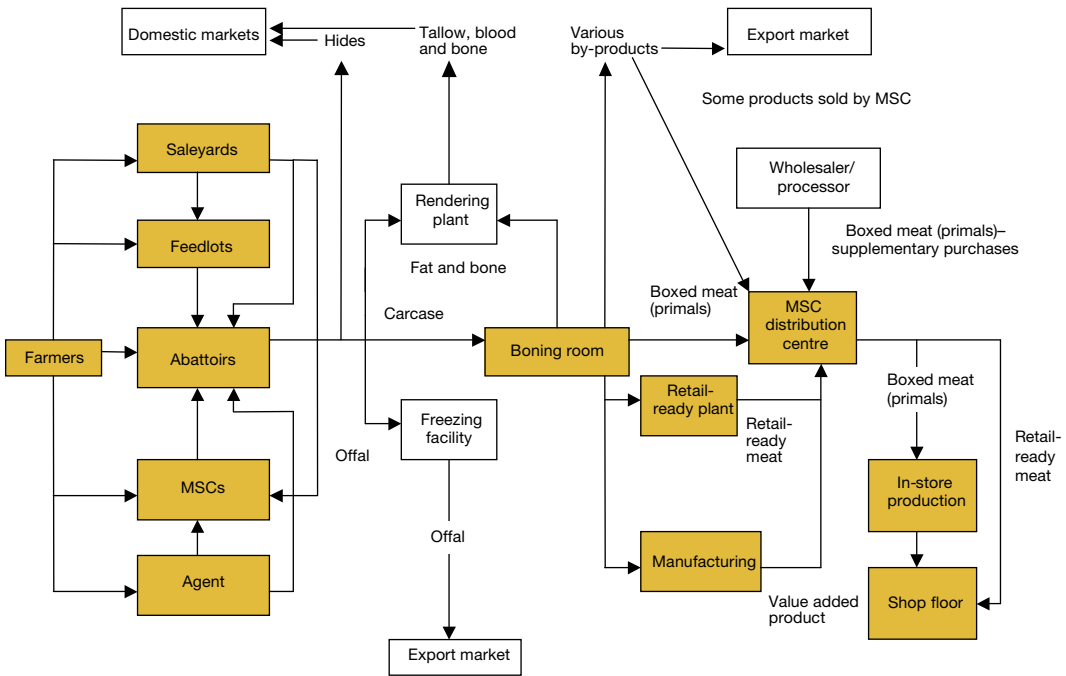 Domestic markets
Hides
Tallow, blood
and bone
Various
by-products
Export market
Some products sold by MSC
Saleyards
Wholesaler/
processor
Rendering
plant
Boxed meat (primals)–
supplementary purchases
Feedlots
Fat and bone
Boxed meat
(primals)
MSC
distribution
centre
Carcase
Farmers
Abattoirs
Boning room
Retail-
ready plant
Boxed meat
(primals)
Freezing
facility
Retail-
ready
meat
Retail-
ready
meat
Offal
MSCs
In-store
production
Offal
Manufacturing
Agent
Value added
product
Shop floor
Export market